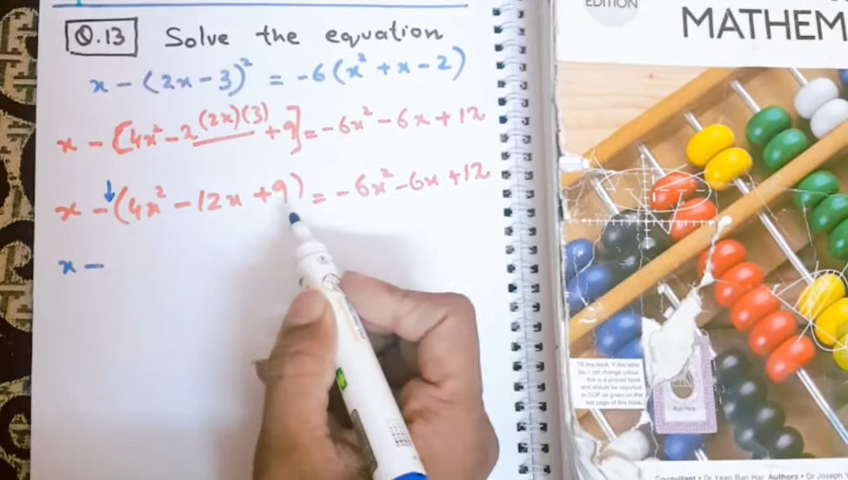 Q.13 Solve the equation
x - (2x - 3)² = -6(x² + x - 2)
x - [4x² - 2(2x)(3) + 9] = -6x² - 6x + 12
x - (4x² - 12x + 9) = -6x² - 6x + 12
x -
EDITION
MATHEM